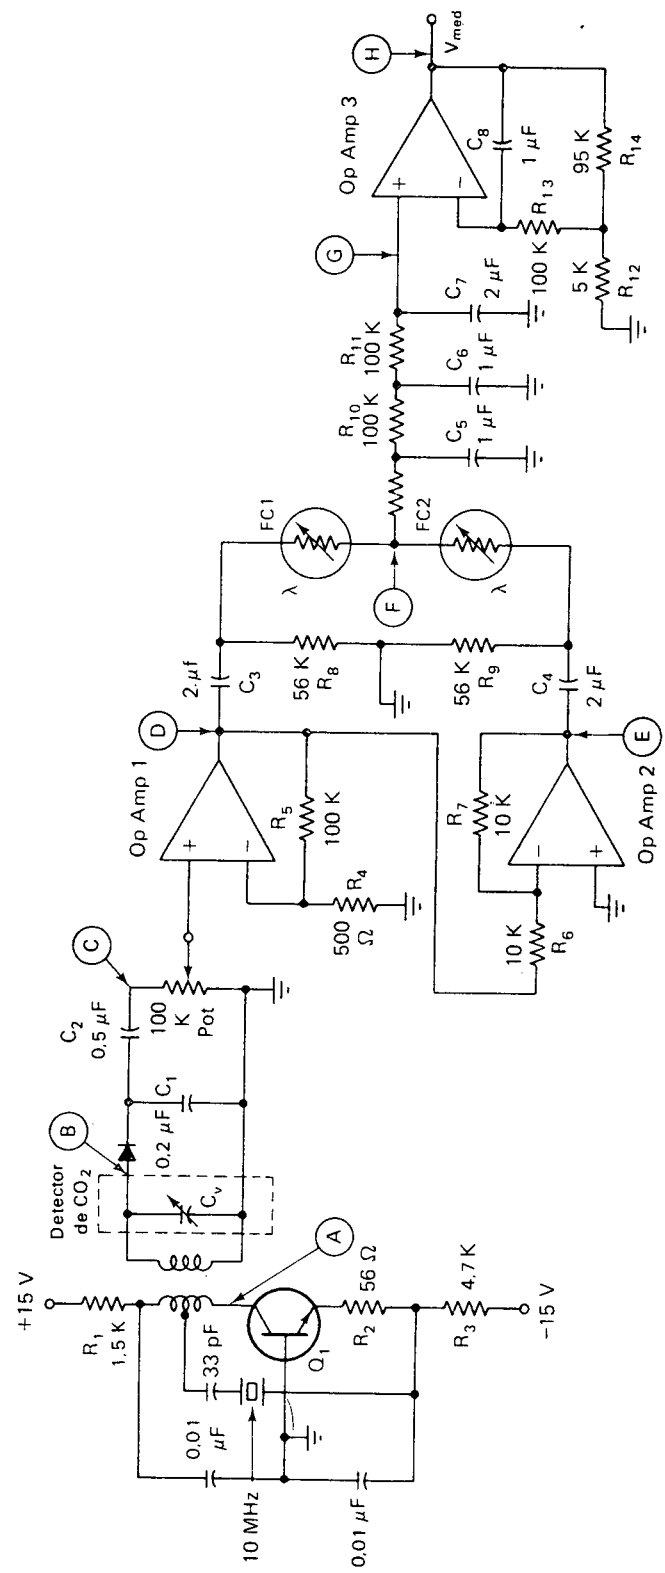 +15 V
R1
1,5 K
0,01
μF
33 pF
10 MHz
0,01 μF
Q1
A
56 Ω
R2
4,7 K
R3
−15 V
Detector
de CO2
Cv
B
0,2 μF
C1
C2
0,5 μF
C
100
K
Pot
Op Amp 1
+
−
D
R5
100 K
R4
500
Ω
10 K
R6
R7
10 K
−
+
Op Amp 2
E
2 μf
C3
56 K
R8
56 K
R9
C4
2 μF
λ
FC1
F
FC2
λ
R10
100 K
R11
100 K
C5
1 μF
C6
1 μF
C7
2 μF
G
Op Amp 3
+
−
H
Vmed
C8
1 μF
R13
100 K
5 K
R12
95 K
R14